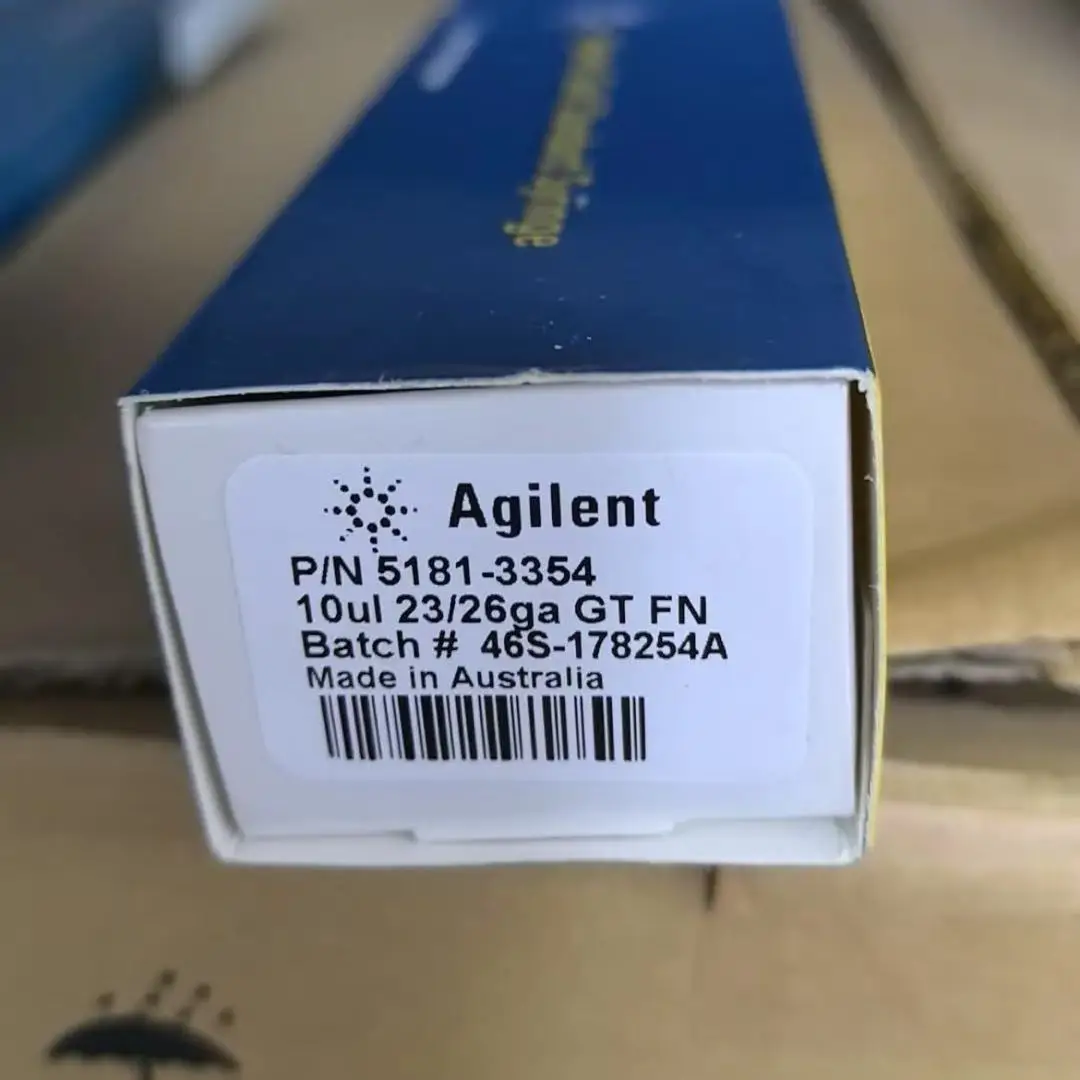 Agilent
P/N 5181-3354
10ul 23/26ga GT FN
Batch # 46S-178254A
Made in Australia